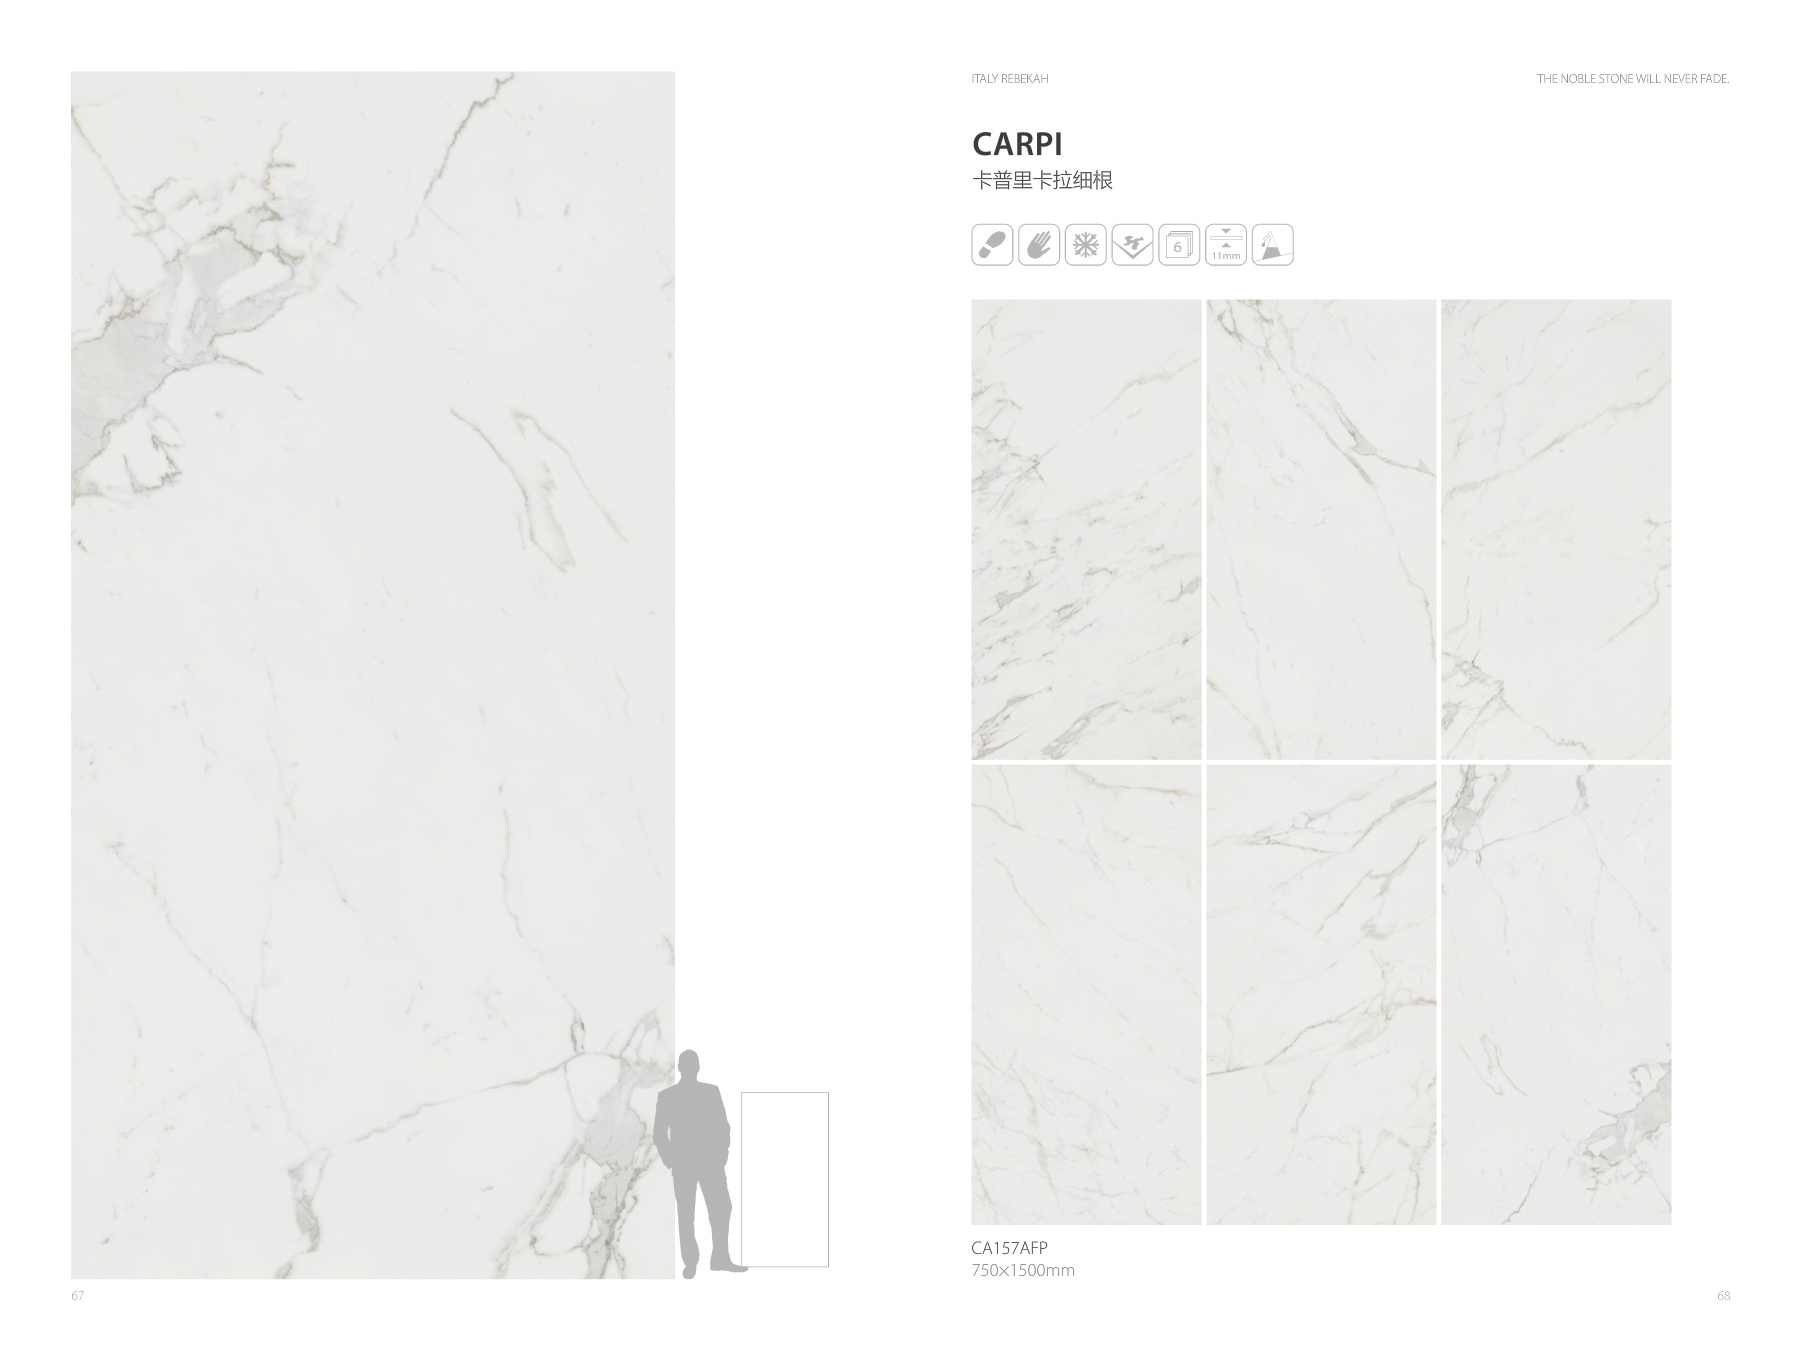 ITALY REBEKAH
THE NOBLE STONE WILL NEVER FADE.
CARPI
卡普里卡拉细根
6
11mm
CA157AFP
750×1500mm
67
68